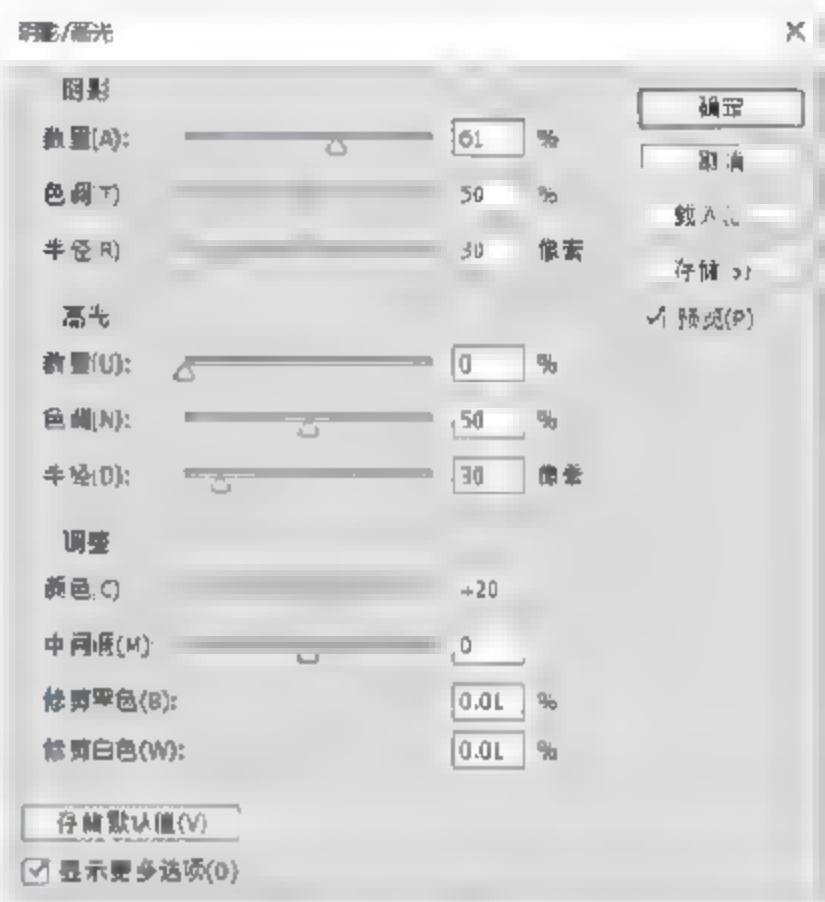 阴影/高光
阴影
数量(A): 61 %
色调(T) 50 %
半径(R) 30 像素
高光
数量(U): 0 %
色调(N): 50 %
半径(D): 30 像素
调整
颜色(C) +20
中间调(M) 0
修剪黑色(B): 0.01 %
修剪白色(W): 0.01 %
存储默认值(V)
显示更多选项(O)
确定
取消
载入(L)
存储(S)
预览(P)